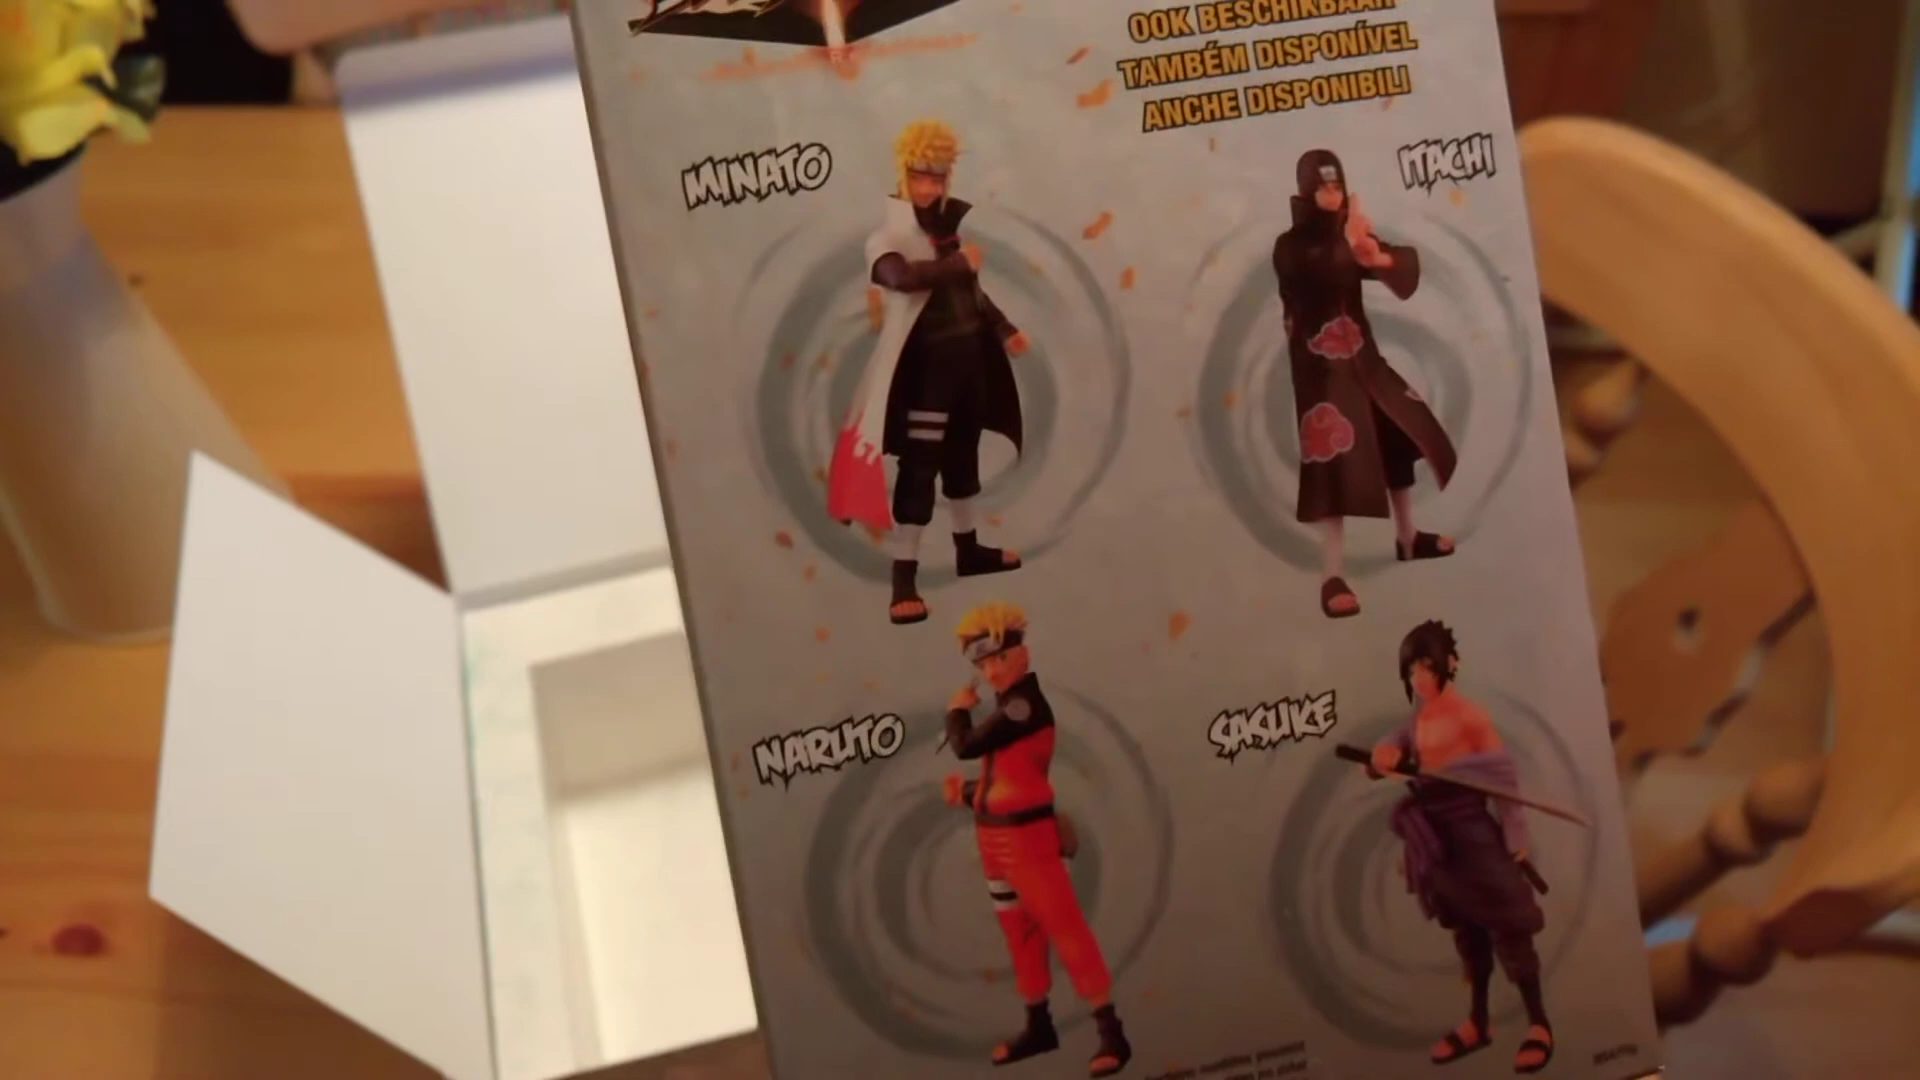 OOK BESCHIKBAAR
TAMBÉM DISPONÍVEL
ANCHE DISPONIBILI
MINATO
ITACHI
NARUTO
SASUKE